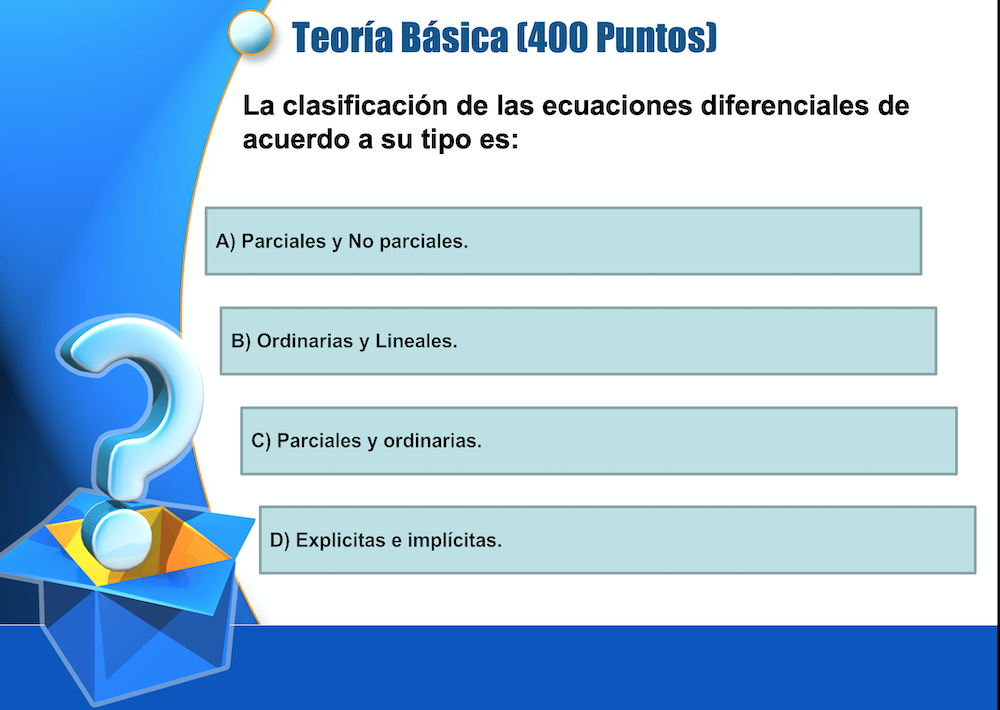 Teoría Básica (400 Puntos)
La clasificación de las ecuaciones diferenciales de
acuerdo a su tipo es:
A) Parciales y No parciales.
B) Ordinarias y Lineales.
C) Parciales y ordinarias.
D) Explicitas e implícitas.